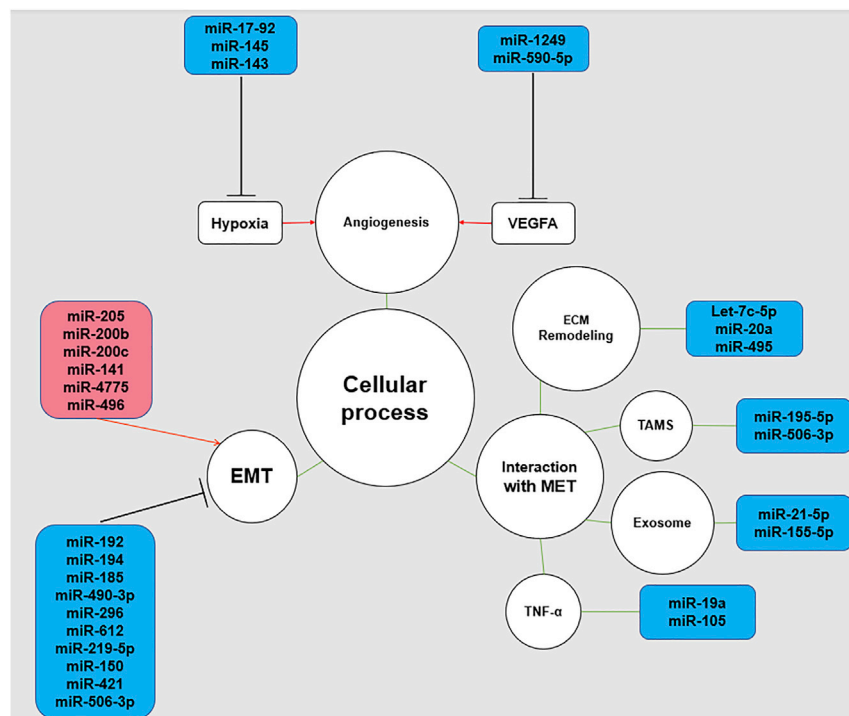 miR-17-92
miR-145
miR-143
miR-1249
miR-590-5p
Hypoxia
Angiogenesis
VEGFA
miR-205
miR-200b
miR-200c
miR-141
miR-4775
miR-496
ECM
Remodeling
Let-7c-5p
miR-20a
miR-495
Cellular
process
TAMS
miR-195-5p
miR-506-3p
EMT
Interaction
with MET
Exosome
miR-21-5p
miR-155-5p
miR-192
miR-194
miR-185
miR-490-3p
miR-296
miR-612
miR-219-5p
miR-150
miR-421
miR-506-3p
TNF-α
miR-19a
miR-105